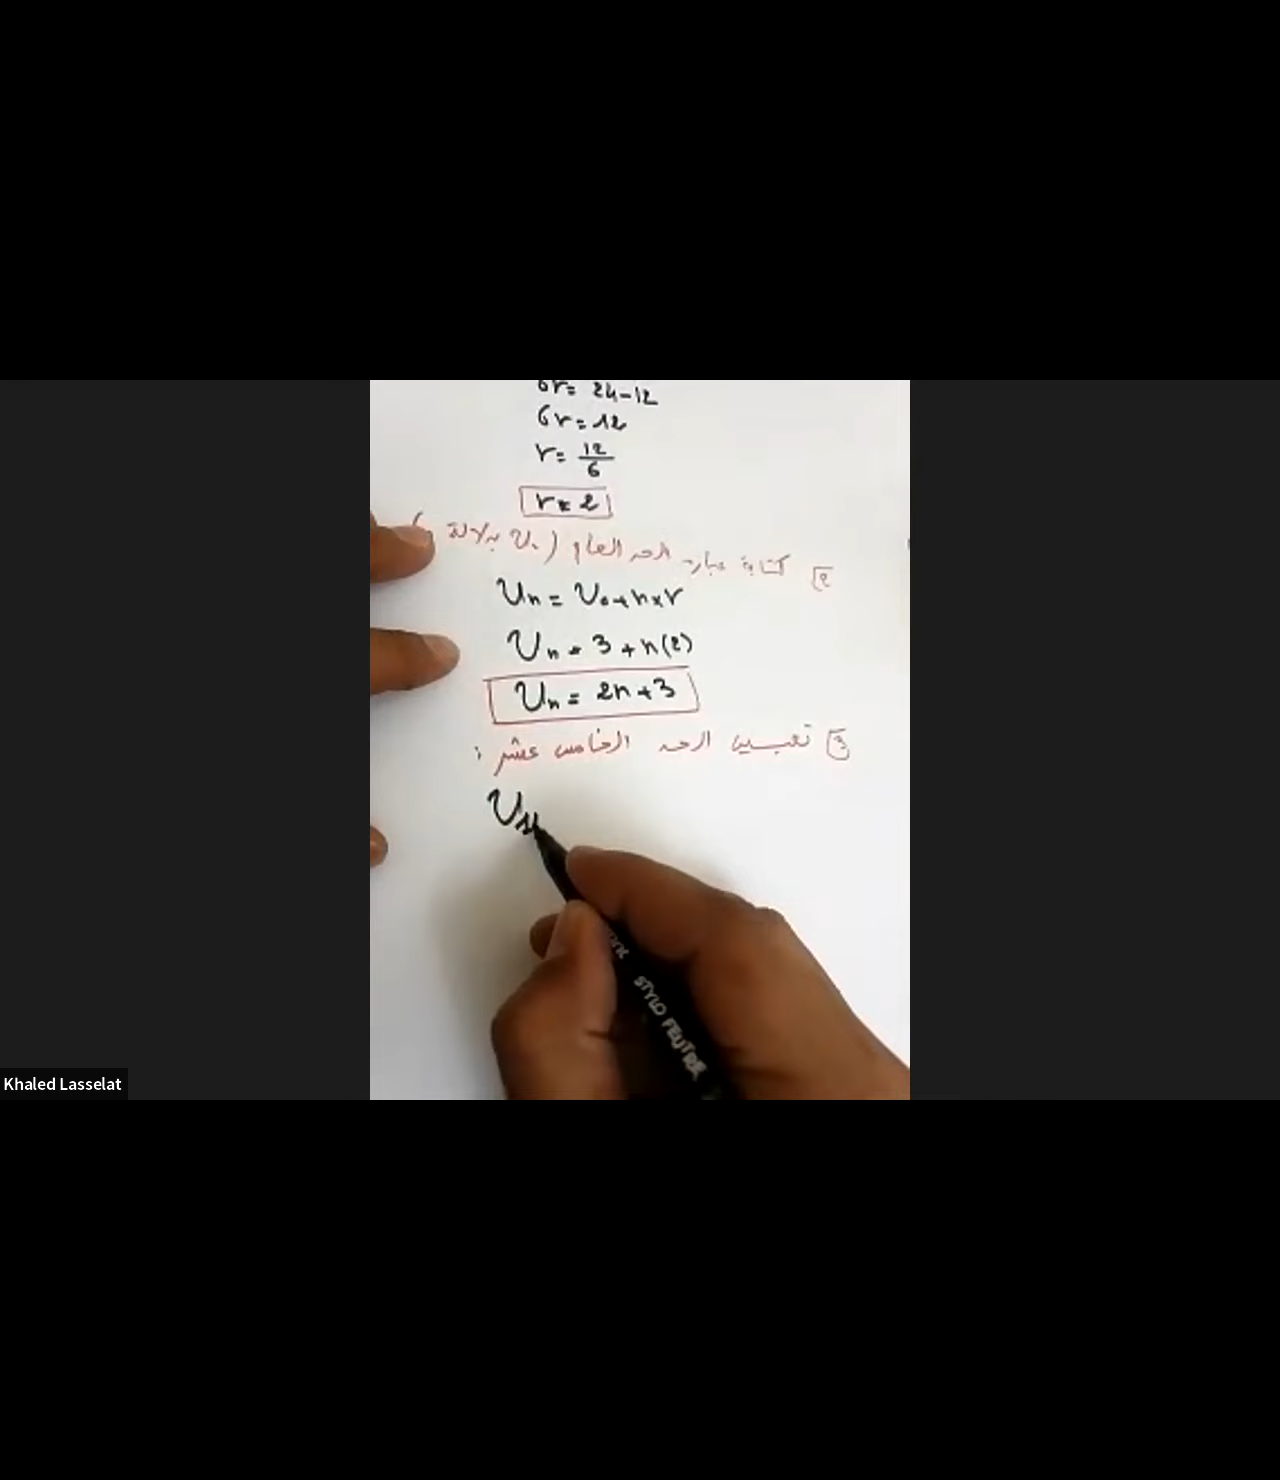 6r= 24-12
6r=12
r= 12/6
r = 2
2 كتابة عبارة الحد العام (Un بدلالة n)
Un = U0+n×r
Un = 3+n(2)
Un = 2n+3
3 تعيين الحد الخامس عشر :
U
STYLO FEUTRE
Khaled Lasselat